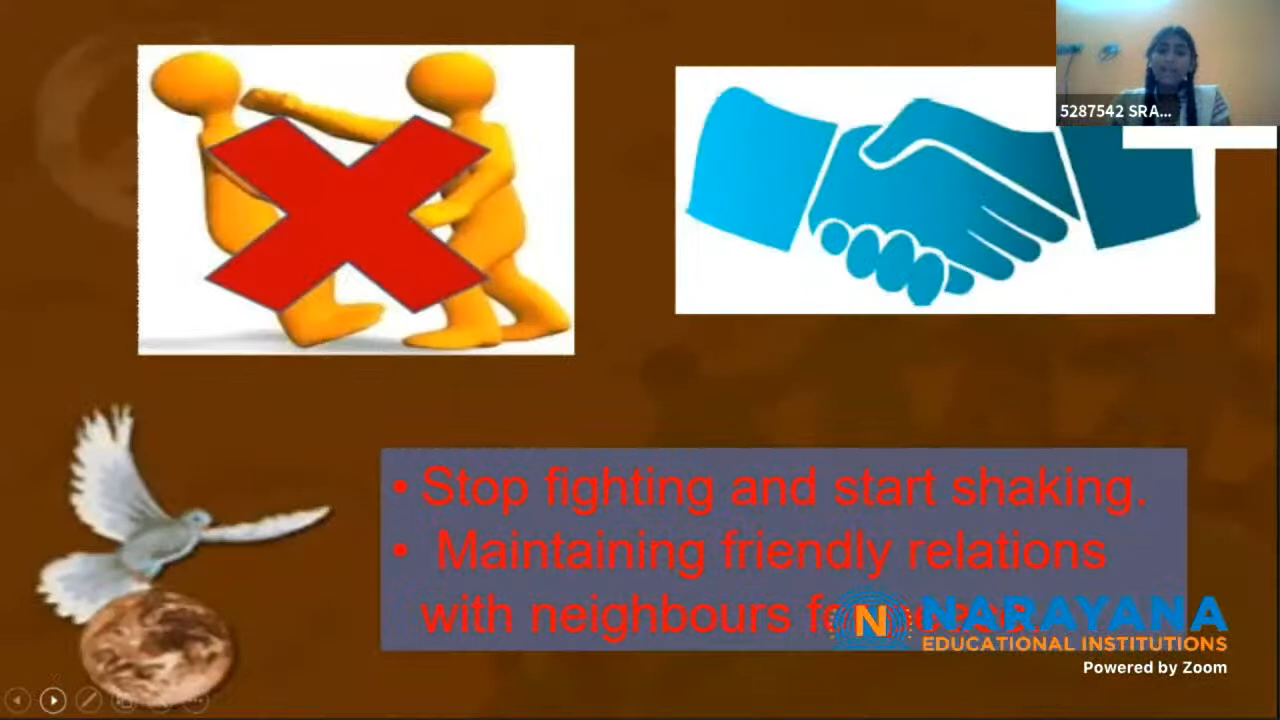 5287542 SRA...
• Stop fighting and start shaking.
• Maintaining friendly relations
with neighbours
NARAYANA
EDUCATIONAL INSTITUTIONS
Powered by Zoom